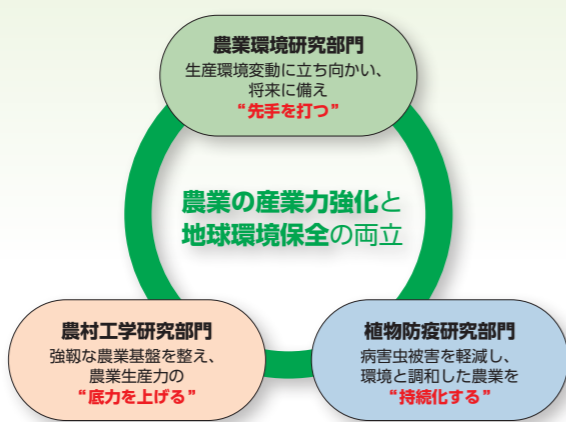 農業環境研究部門
生産環境変動に立ち向かい、
将来に備え
“先手を打つ”
農業の産業力強化と
地球環境保全の両立
農村工学研究部門
強靱な農業基盤を整え、
農業生産力の
“底力を上げる”
植物防疫研究部門
病害虫被害を軽減し、
環境と調和した農業を
“持続化する”